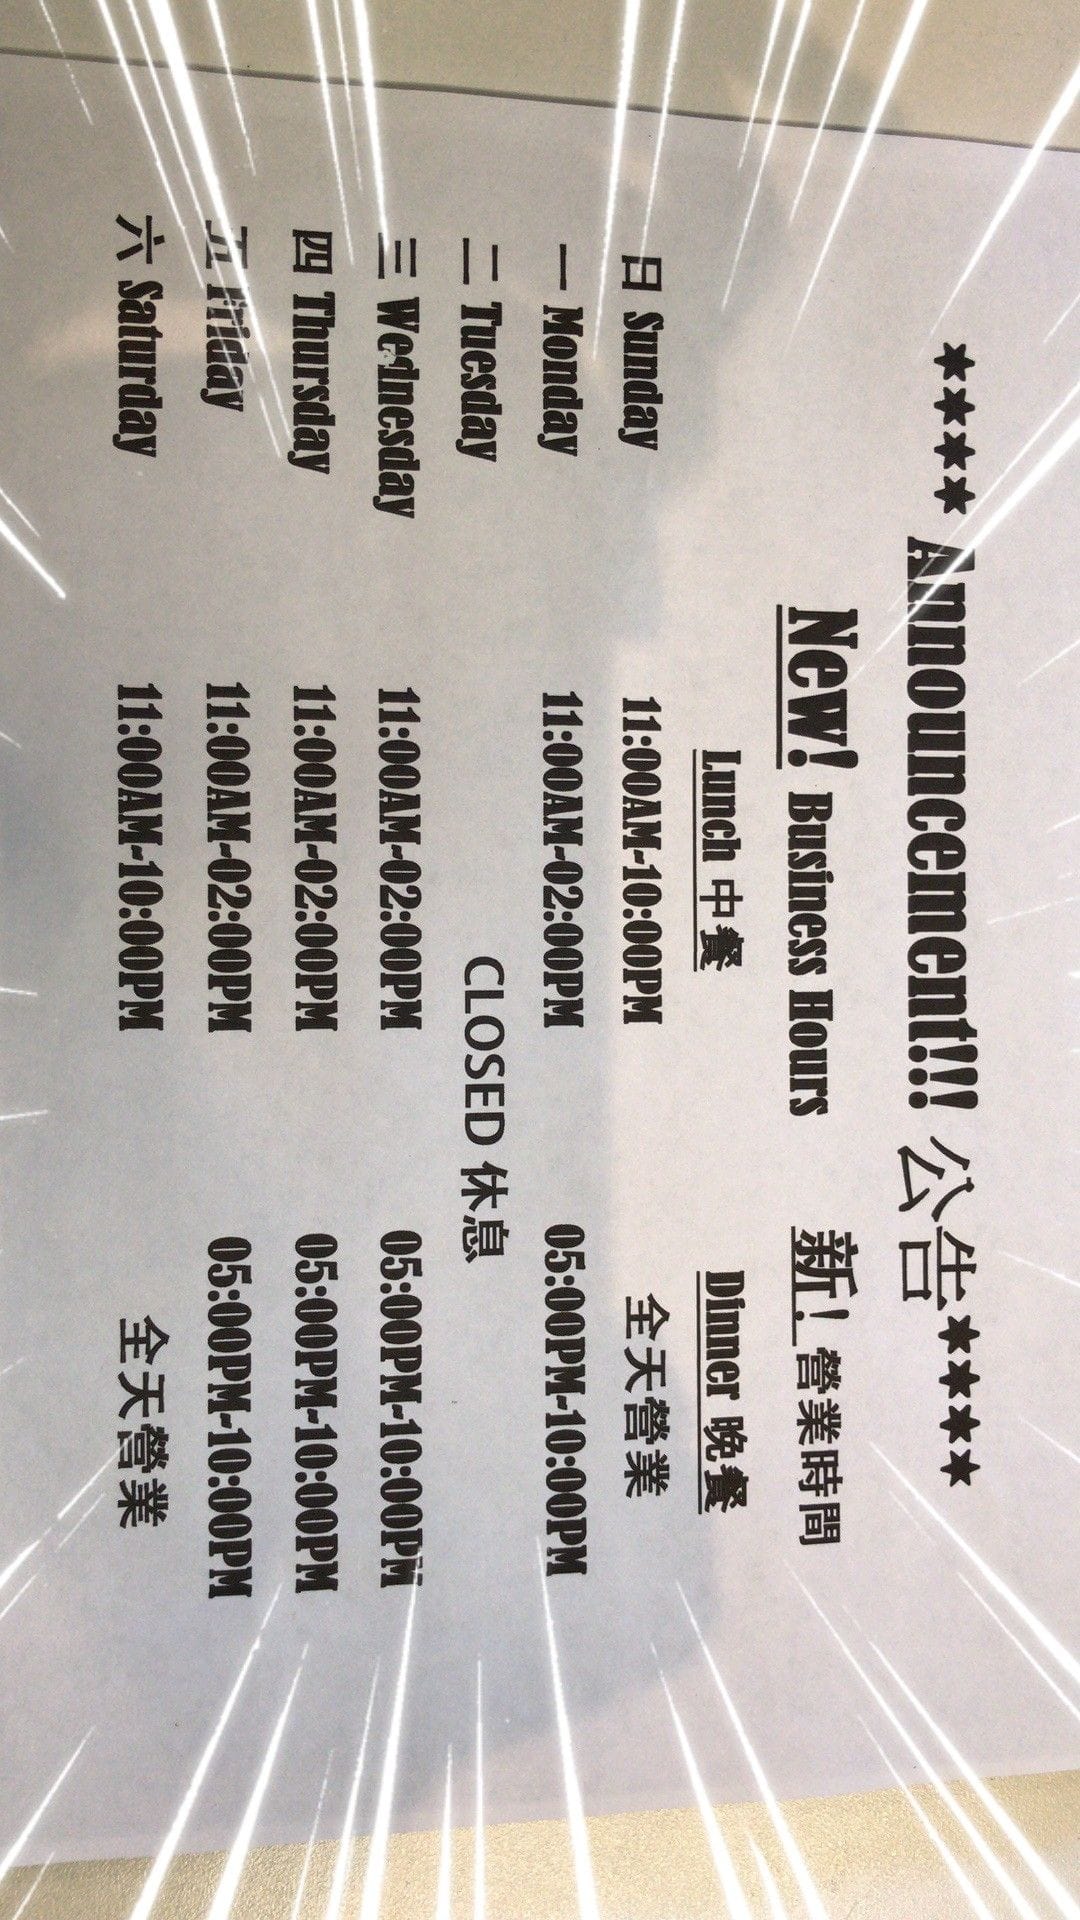 **** Announcement!!! 公告****
New! Business Hours 新! 營業時間
Lunch 中餐 Dinner 晚餐
日 Sunday 11:00AM-10:00PM 全天營業
一 Monday 11:00AM-02:00PM 05:00PM-10:00PM
二 Tuesday CLOSED 休息
三 Wednesday 11:00AM-02:00PM 05:00PM-10:00PM
四 Thursday 11:00AM-02:00PM 05:00PM-10:00PM
五 Friday 11:00AM-02:00PM 05:00PM-10:00PM
六 Saturday 11:00AM-10:00PM 全天營業